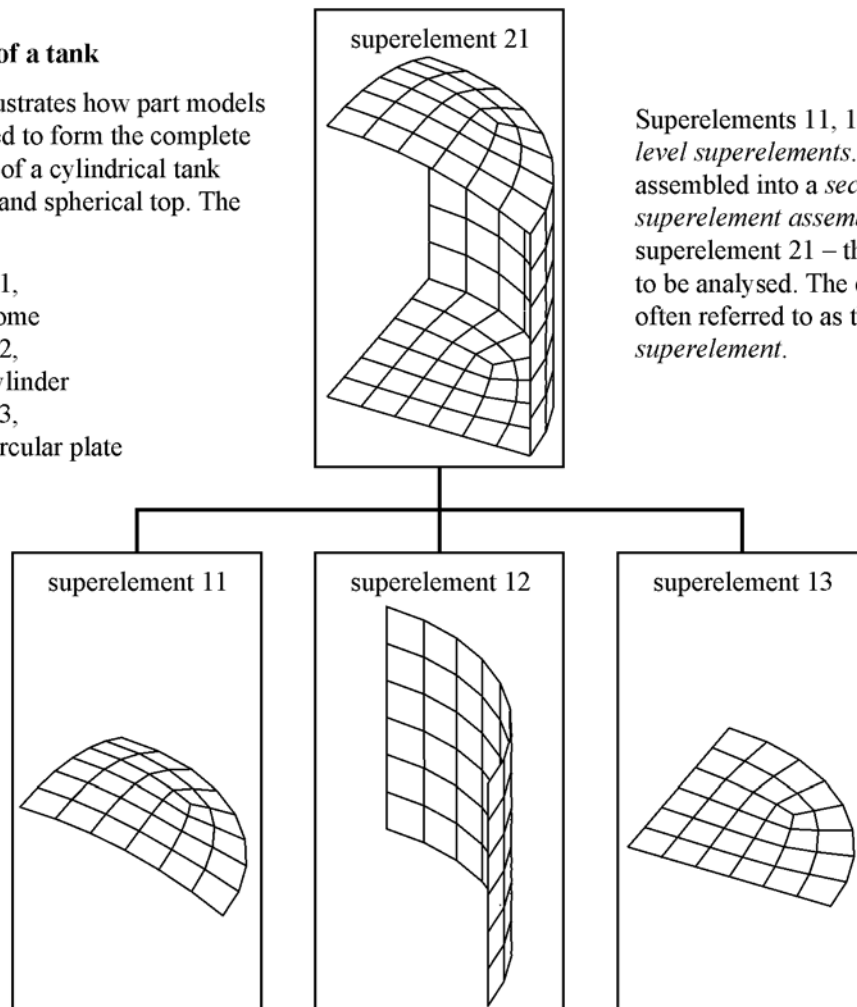 of a tank
ustrates how part models
ed to form the complete
of a cylindrical tank
and spherical top. The
1,
ome
2,
ylinder
3,
rcular plate
superelement 21
Superelements 11, 1
level superelements.
assembled into a sec
superelement assem
superelement 21 – th
to be analysed. The
often referred to as t
superelement.
superelement 11
superelement 12
superelement 13